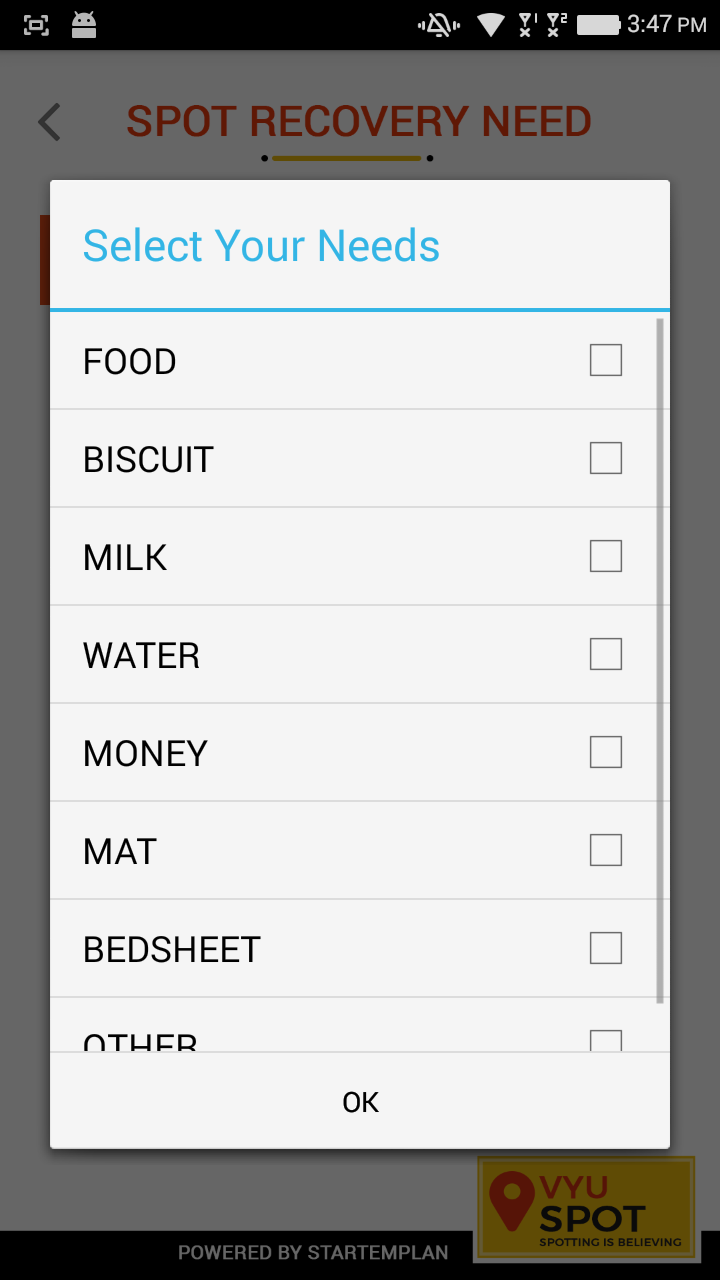 3:47 PM
SPOT RECOVERY NEED
Select Your Needs
FOOD
BISCUIT
MILK
WATER
MONEY
MAT
BEDSHEET
OTHER
OK
VYU
SPOT
SPOTTING IS BELIEVING
POWERED BY STARTEMPLAN